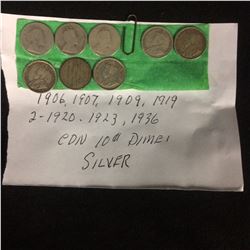 1906, 1907, 1909, 1919
2-1920. 1923, 1936
CDN 10¢ DIMES
SILVER